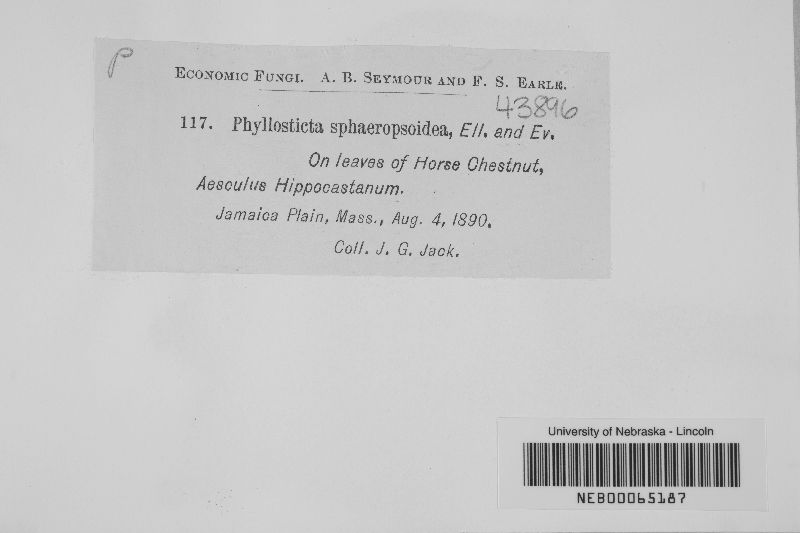 P
ECONOMIC FUNGI. A. B. SEYMOUR AND F. S. EARLE.
43896
117. Phyllosticta sphaeropsoidea, Ell. and Ev.
On leaves of Horse Chestnut,
Aesculus Hippocastanum.
Jamaica Plain, Mass., Aug. 4, 1890.
Coll. J. G. Jack.
University of Nebraska - Lincoln
NEB00065187